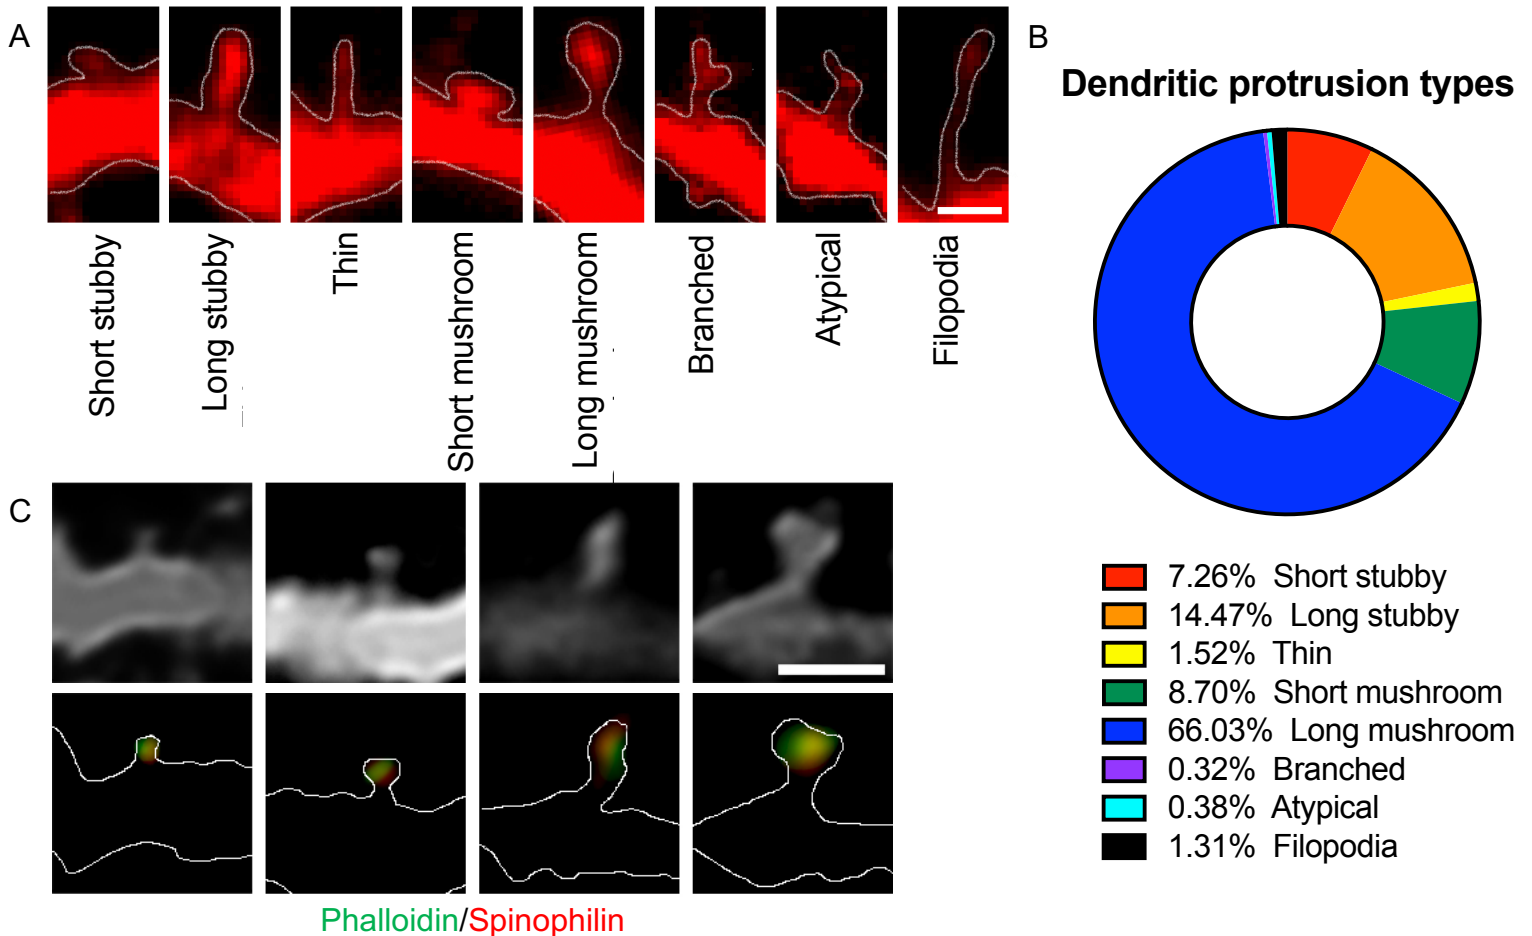 A
Short stubby
Long stubby
Thin
Short mushroom
Long mushroom
Branched
Atypical
Filopodia
B
Dendritic protrusion types
7.26% Short stubby
14.47% Long stubby
1.52% Thin
8.70% Short mushroom
66.03% Long mushroom
0.32% Branched
0.38% Atypical
1.31% Filopodia
C
Phalloidin/Spinophilin